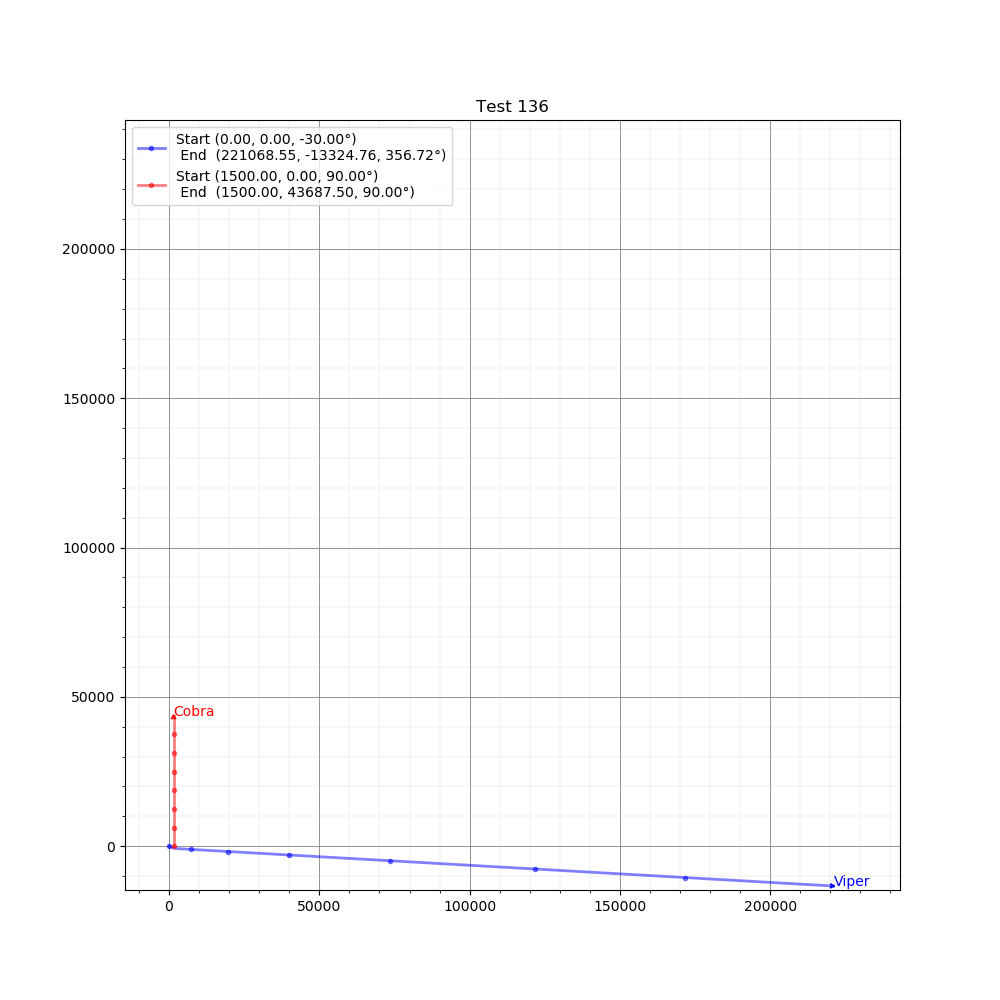 Test 136
Start (0.00, 0.00, -30.00°)
End  (221068.55, -13324.76, 356.72°)
Start (1500.00, 0.00, 90.00°)
End  (1500.00, 43687.50, 90.00°)
200000
150000
100000
50000
Cobra
0
Viper
0
50000
100000
150000
200000